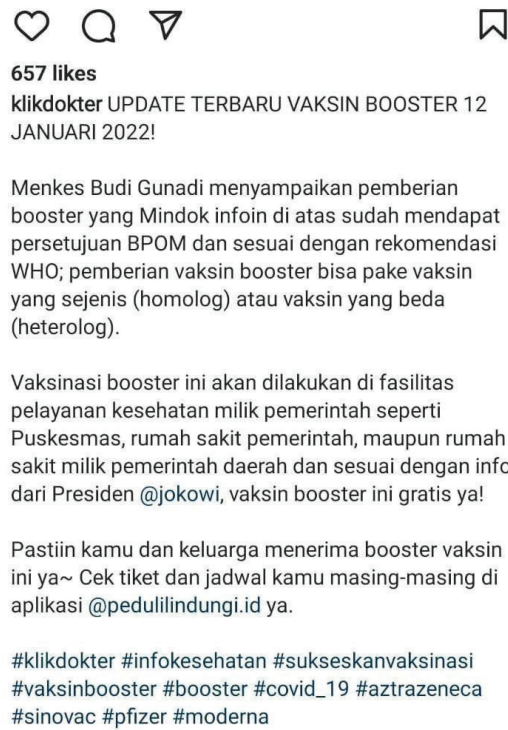 657 likes
klikdokter UPDATE TERBARU VAKSIN BOOSTER 12
JANUARI 2022!
Menkes Budi Gunadi menyampaikan pemberian
booster yang Mindok infoin di atas sudah mendapat
persetujuan BPOM dan sesuai dengan rekomendasi
WHO; pemberian vaksin booster bisa pake vaksin
yang sejenis (homolog) atau vaksin yang beda
(heterolog).
Vaksinasi booster ini akan dilakukan di fasilitas
pelayanan kesehatan milik pemerintah seperti
Puskesmas, rumah sakit pemerintah, maupun rumah
sakit milik pemerintah daerah dan sesuai dengan info
dari Presiden @jokowi, vaksin booster ini gratis ya!
Pastiin kamu dan keluarga menerima booster vaksin
ini ya~ Cek tiket dan jadwal kamu masing-masing di
aplikasi @pedulilindungi.id ya.
#klikdokter #infokesehatan #sukseskanvaksinasi
#vaksinbooster #booster #covid_19 #aztrazeneca
#sinovac #pfizer #moderna